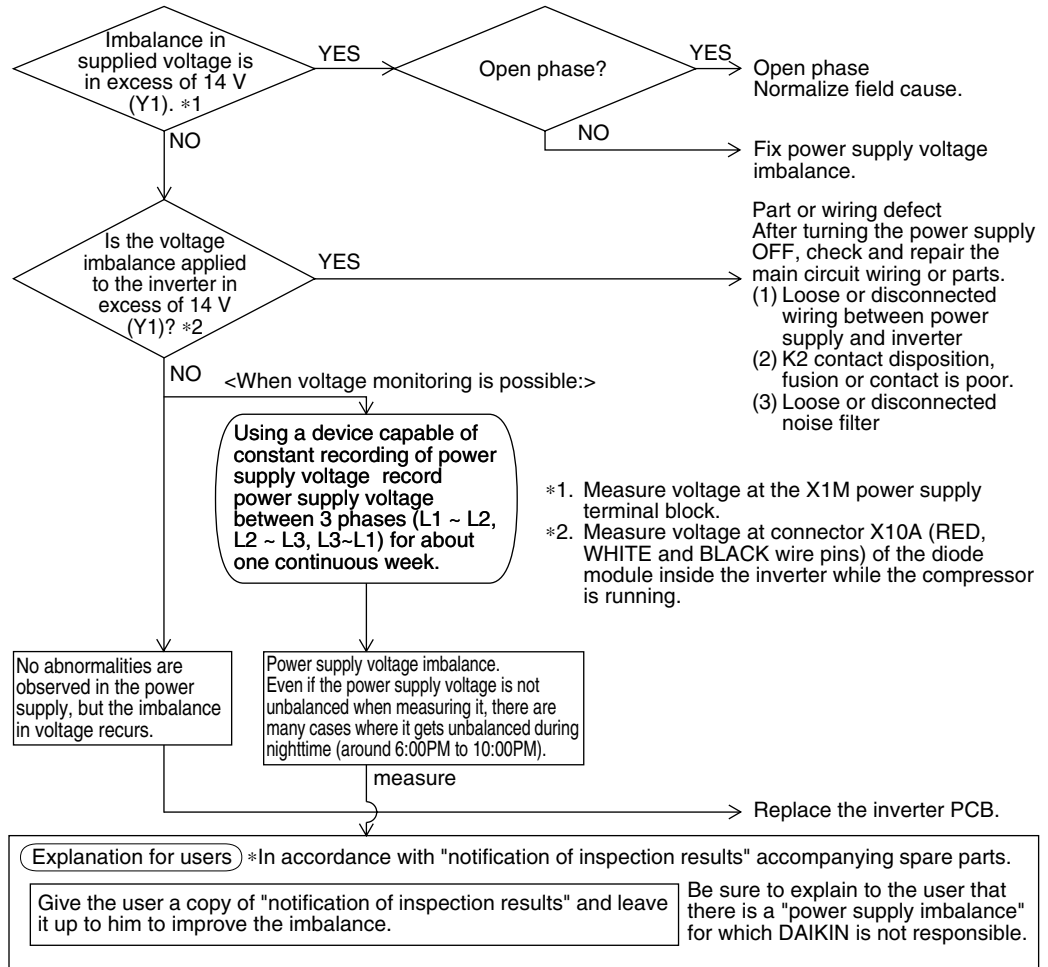 Imbalance in
supplied voltage is
in excess of 14 V
(Y1). *1
YES
Open phase?
YES
Open phase
Normalize field cause.
NO
NO
Fix power supply voltage
imbalance.
Is the voltage
imbalance applied
to the inverter in
excess of 14 V
(Y1)? *2
YES
Part or wiring defect
After turning the power supply
OFF, check and repair the
main circuit wiring or parts.
(1) Loose or disconnected
wiring between power
supply and inverter
(2) K2 contact disposition,
fusion or contact is poor.
(3) Loose or disconnected
noise filter
NO
<When voltage monitoring is possible:>
Using a device capable of
constant recording of power
supply voltage record
power supply voltage
between 3 phases (L1 ~ L2,
L2 ~ L3, L3~L1) for about
one continuous week.
*1. Measure voltage at the X1M power supply
terminal block.
*2. Measure voltage at connector X10A (RED,
WHITE and BLACK wire pins) of the diode
module inside the inverter while the compressor
is running.
No abnormalities are
observed in the power
supply, but the imbalance
in voltage recurs.
Power supply voltage imbalance.
Even if the power supply voltage is not
unbalanced when measuring it, there are
many cases where it gets unbalanced during
nighttime (around 6:00PM to 10:00PM).
measure
Replace the inverter PCB.
Explanation for users *In accordance with "notification of inspection results" accompanying spare parts.
Give the user a copy of "notification of inspection results" and leave
it up to him to improve the imbalance.
Be sure to explain to the user that
there is a "power supply imbalance"
for which DAIKIN is not responsible.